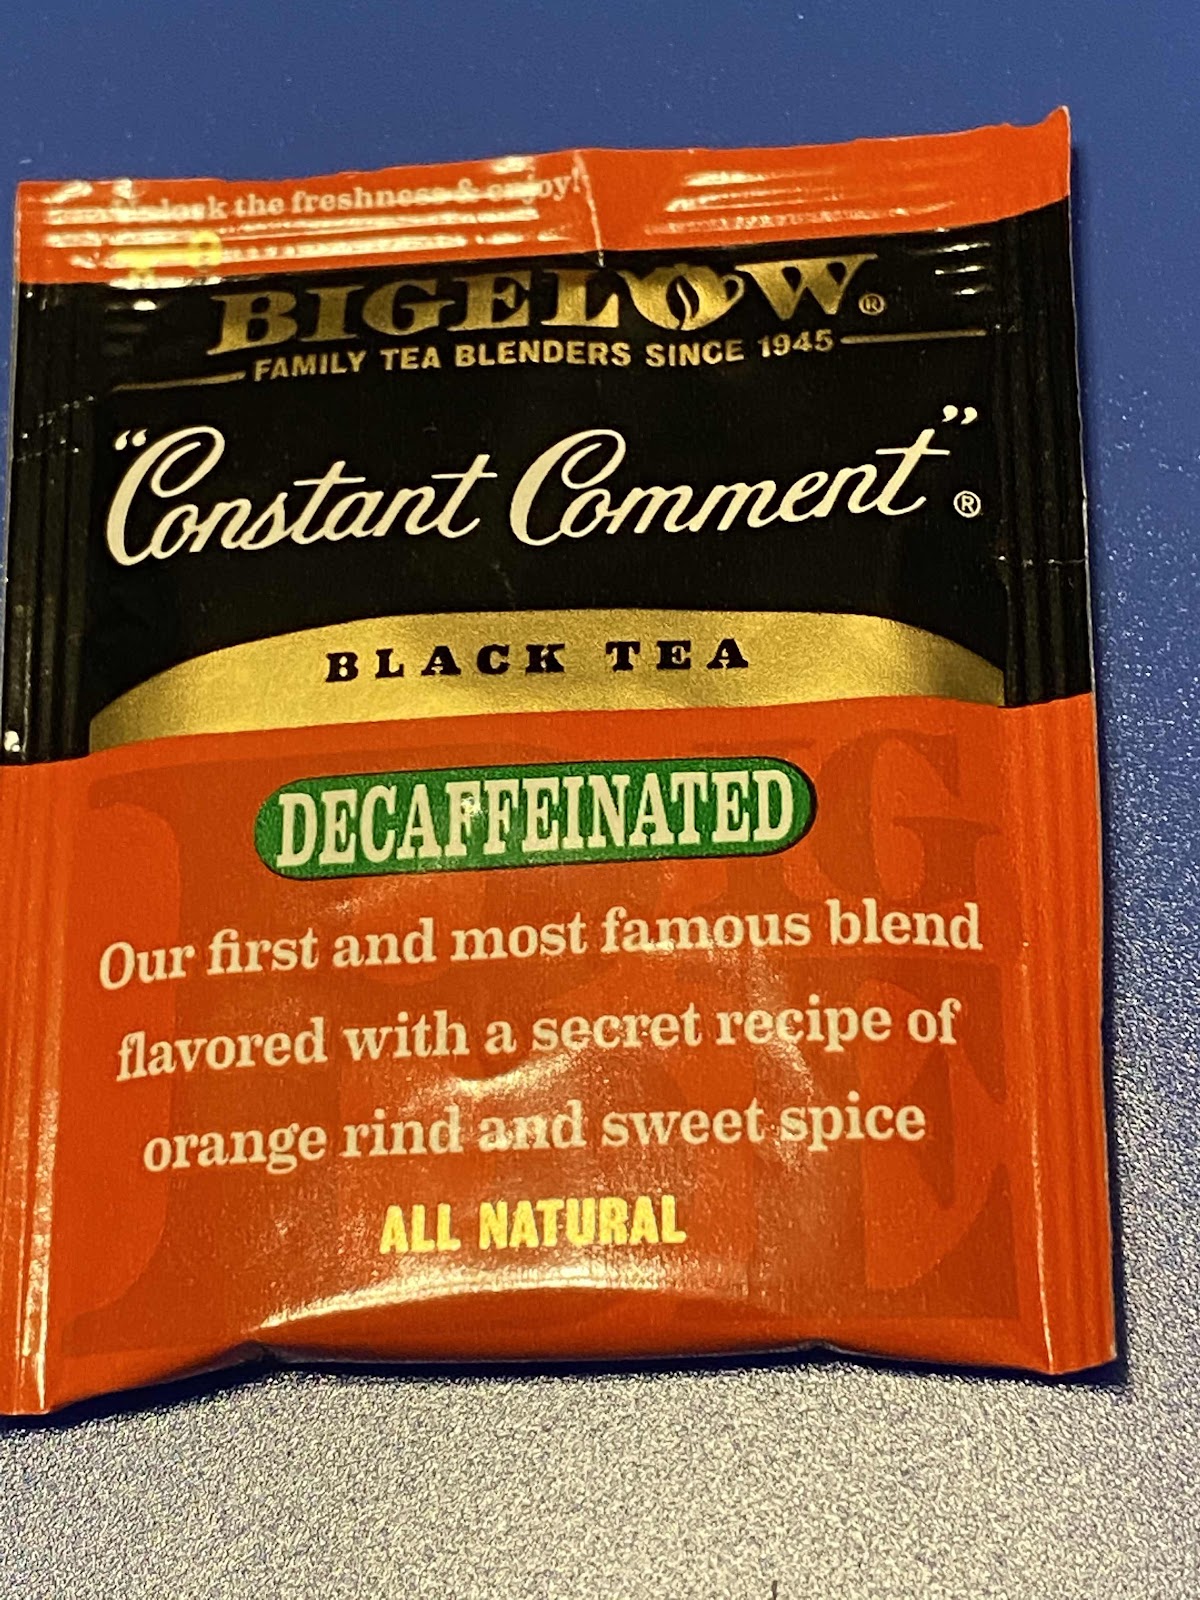 the freshness & enjoy!
BIGELOW®
FAMILY TEA BLENDERS SINCE 1945
“Constant Comment”®
BLACK TEA
DECAFFEINATED
Our first and most famous blend
flavored with a secret recipe of
orange rind and sweet spice
ALL NATURAL